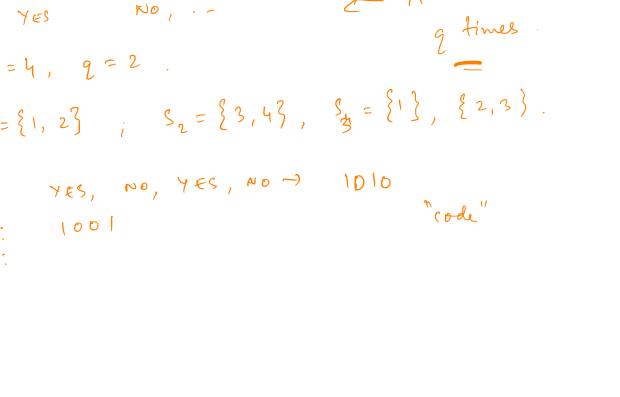 YES NO, ..
q times
= 4, q = 2 .
= {1, 2} ; S₂ = {3,4}, S₃ = {1}, {2,3} .
YES, NO, YES, NO → 1010
"code"
1001